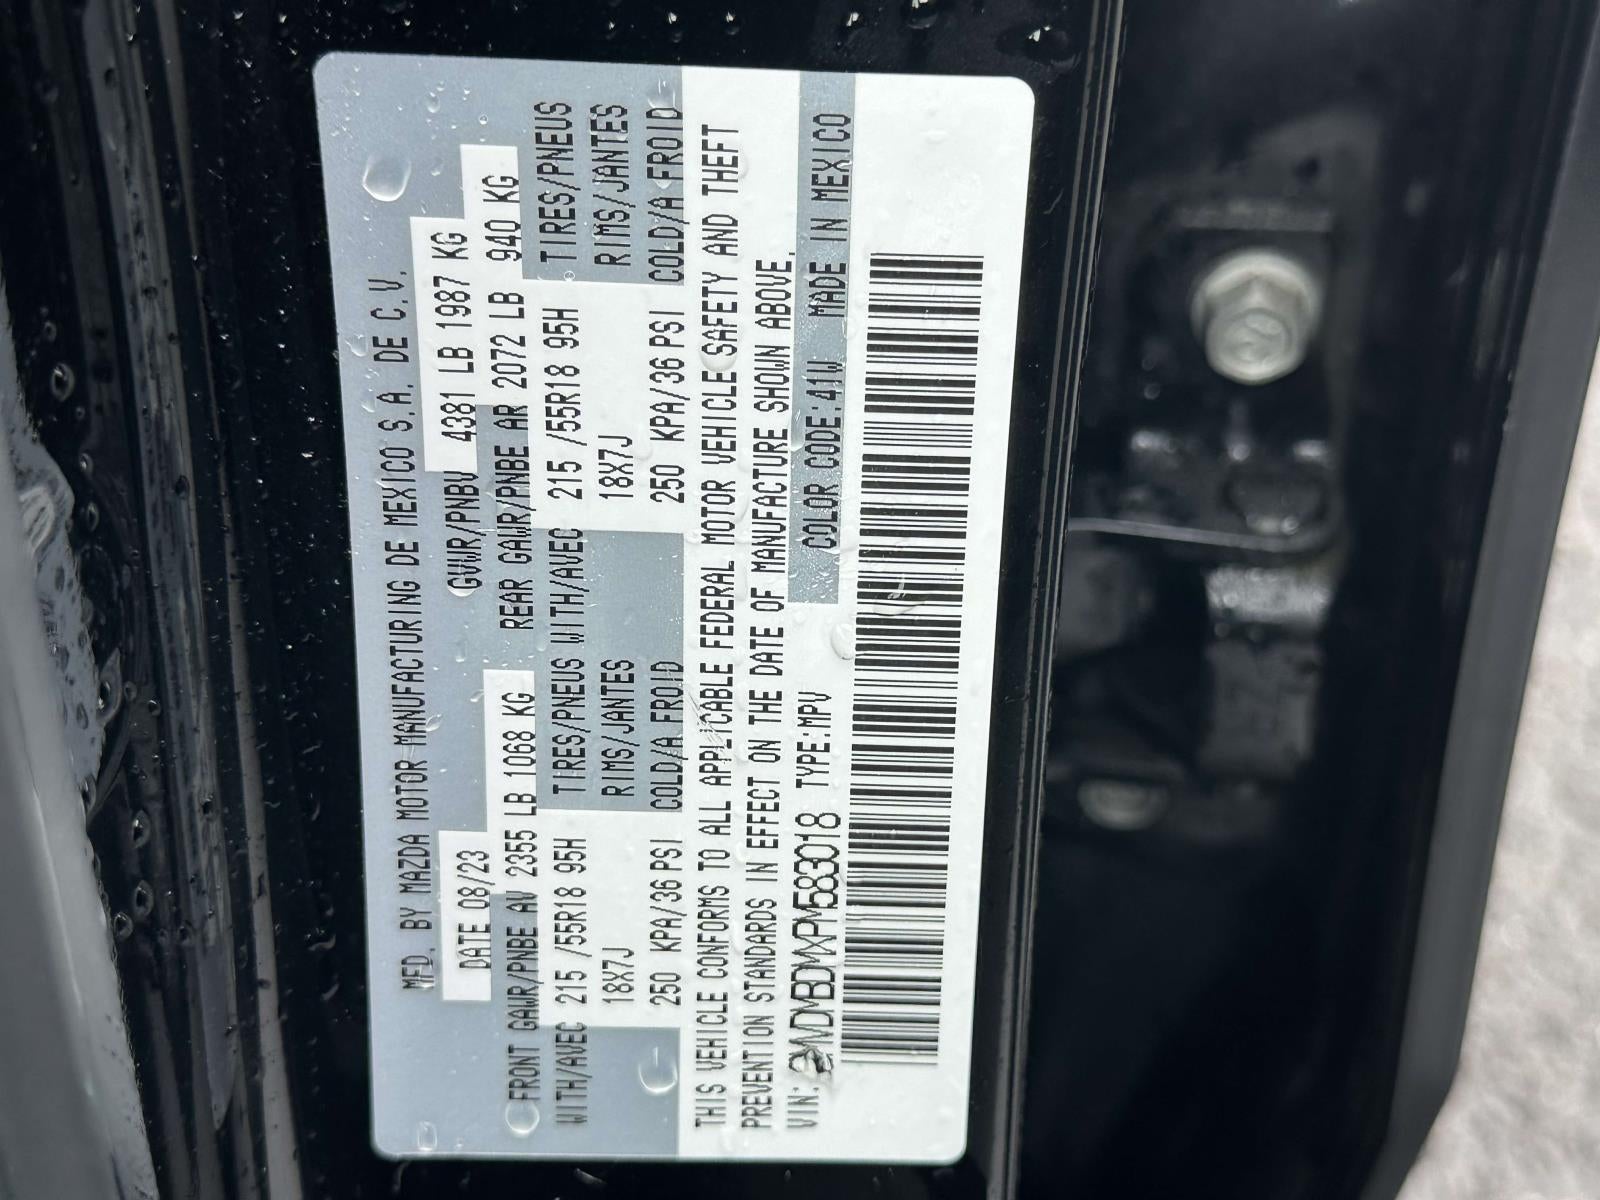 MFD. BY MAZDA MOTOR MANUFACTURING DE MEXICO S.A. DE C.V.
DATE 08/23 GVWR/PNBV 4381 LB 1987 KG
FRONT GAWR/PNBE AV 2355 LB 1068 KG REAR GAWR/PNBE AR 2072 LB 940 KG
WITH/AVEC 215 /55R18 95H TIRES/PNEUS WITH/AVEC 215 /55R18 95H TIRES/PNEUS
18X7J RIMS/JANTES 18X7J RIMS/JANTES
250 KPA/36 PSI COLD/A FROID 250 KPA/36 PSI COLD/A FROID
THIS VEHICLE CONFORMS TO ALL APPLICABLE FEDERAL MOTOR VEHICLE SAFETY AND THEFT
PREVENTION STANDARDS IN EFFECT ON THE DATE OF MANUFACTURE SHOWN ABOVE.
VIN: 3MVDMBDMXPM583018 TYPE:MPV COLOR CODE:41W MADE IN MEXICO